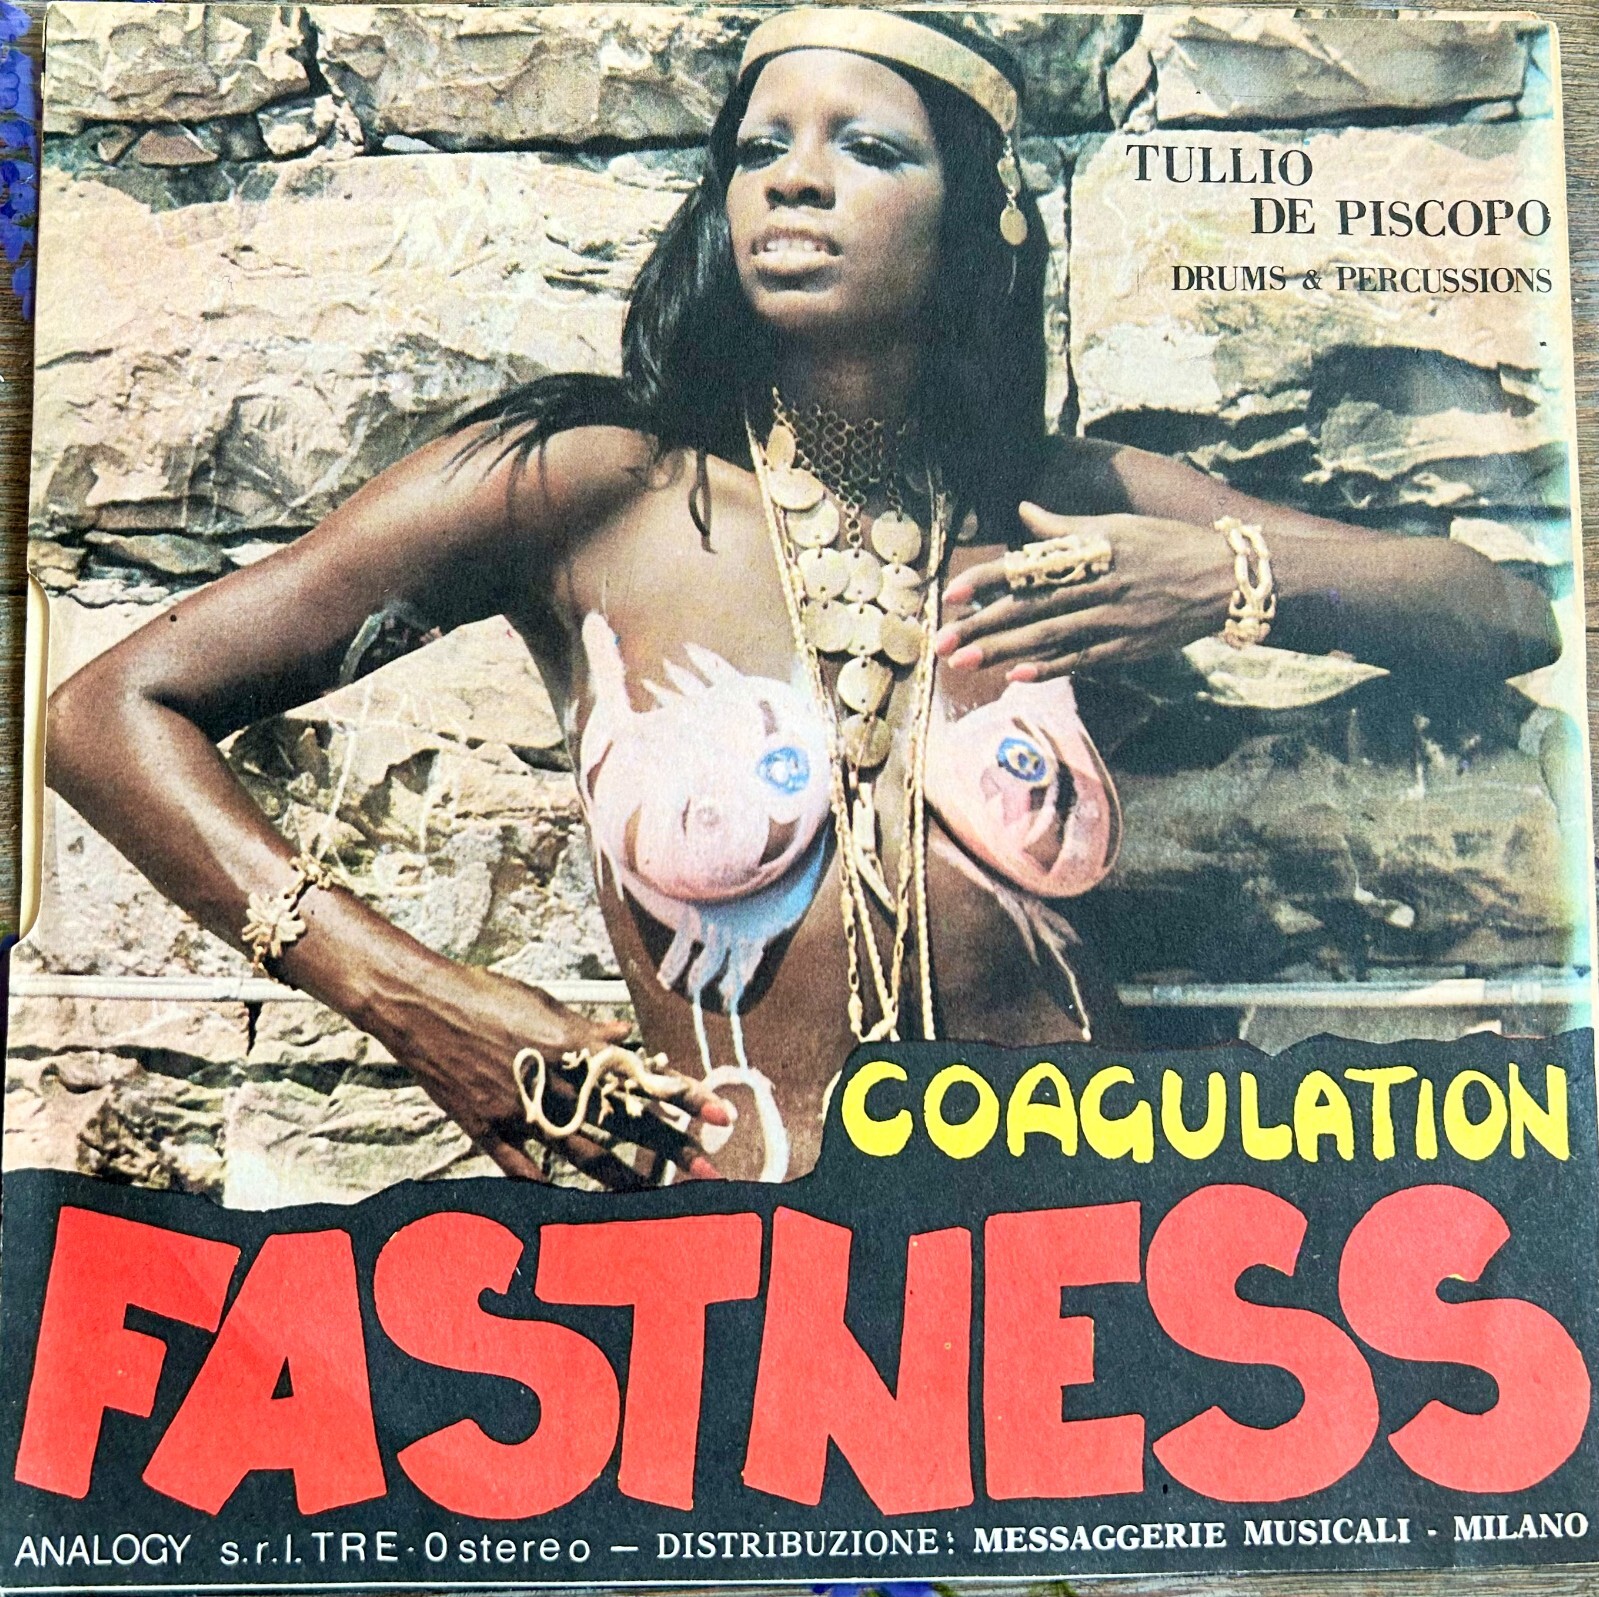 TULLIO
DE PISCOPO
DRUMS & PERCUSSIONS
COAGULATION
FASTNESS
ANALOGY s.r.l. TRE·0 stereo — DISTRIBUZIONE: MESSAGGERIE MUSICALI - MILANO